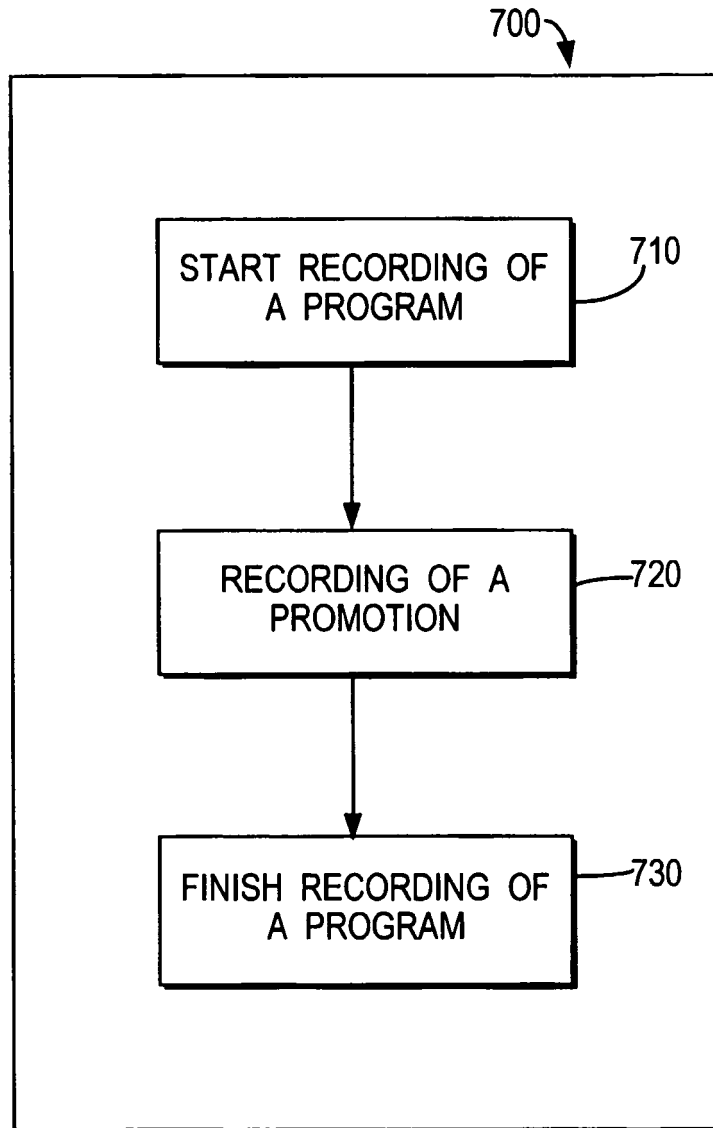 700
START RECORDING OF
A PROGRAM
710
RECORDING OF A
PROMOTION
720
FINISH RECORDING OF
A PROGRAM
730